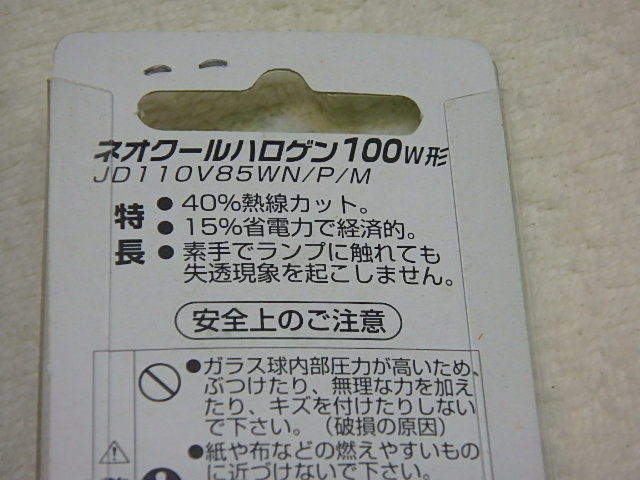 ネオクールハロゲン100W形
JD110V85WN/P/M
特長
● 40%熱線カット。
● 15%省電力で経済的。
● 素手でランプに触れても
失透現象を起こしません。
安全上のご注意
●ガラス球内部圧力が高いため、
ぶつけたり、無理な力を加え
たり、キズを付けたりしない
で下さい。（破損の原因）
●紙や布などの燃えやすいもの
に近づけないで下さい。